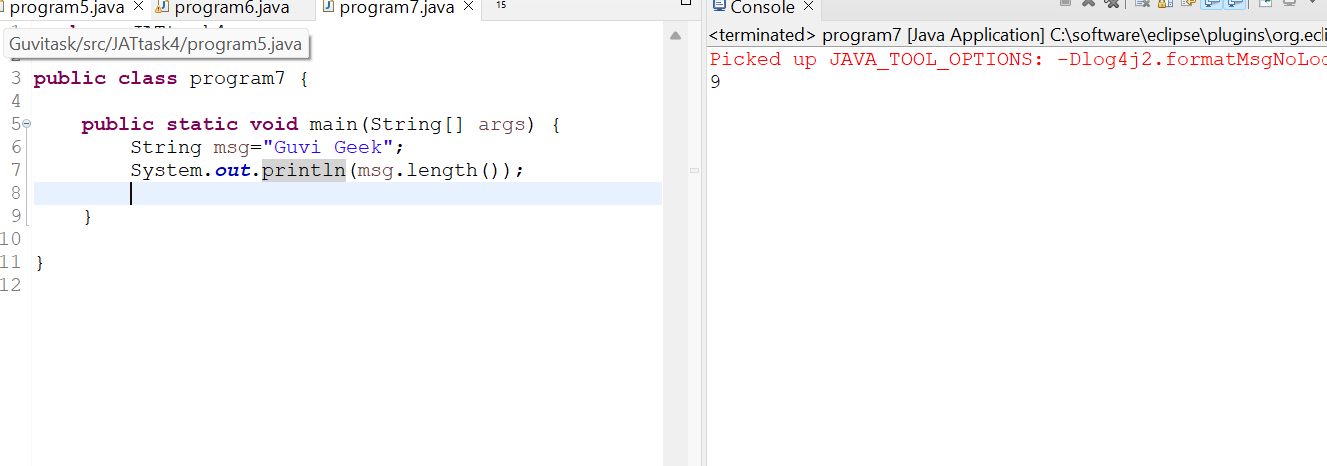 program5.java program6.java program7.java 15
Guvitask/src/JATtask4/program5.java
3 public class program7 {
4
5 public static void main(String[] args) {
6 String msg="Guvi Geek";
7 System.out.println(msg.length());
8
9 }
10
11 }
12
Console
<terminated> program7 [Java Application] C:\software\eclipse\plugins\org.ecli
Picked up JAVA_TOOL_OPTIONS: -Dlog4j2.formatMsgNoLoo
9